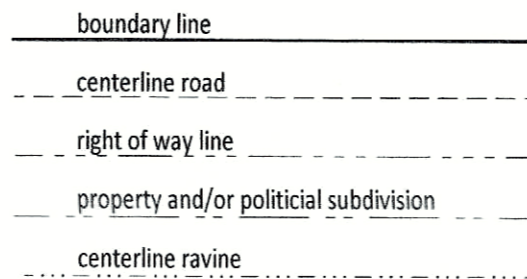 boundary line
centerline road
right of way line
property and/or politicial subdivision
centerline ravine